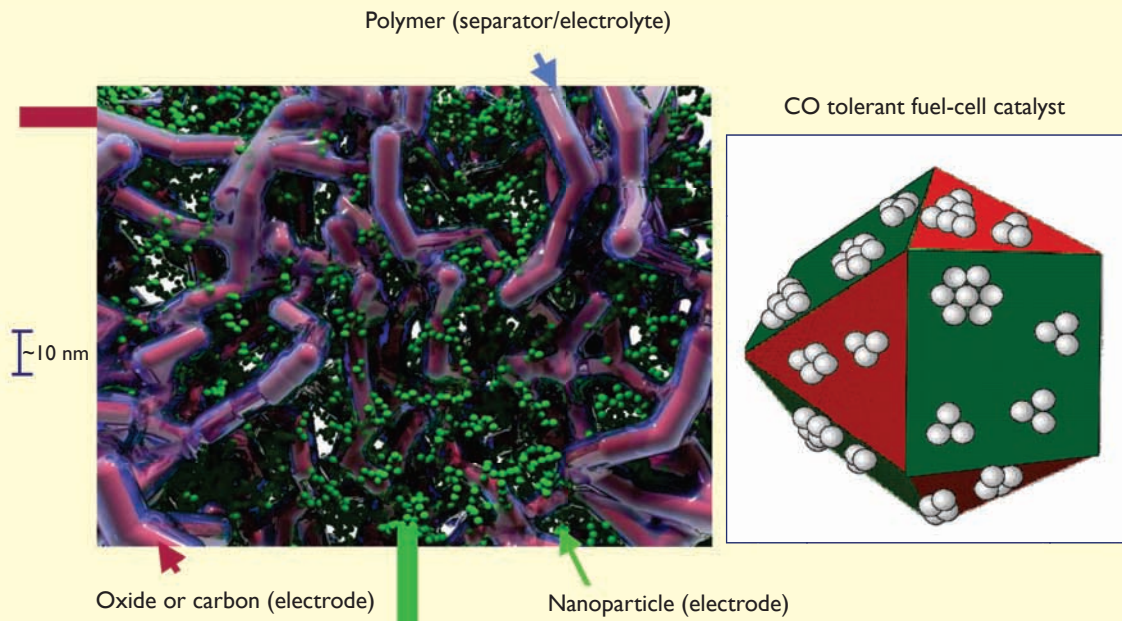 Polymer (separator/electrolyte)
CO tolerant fuel-cell catalyst
~10 nm
Oxide or carbon (electrode)
Nanoparticle (electrode)